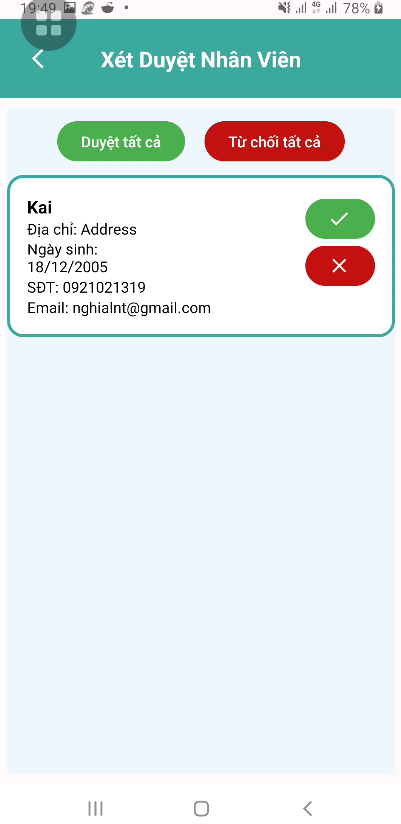 19:49
4G
78%
Xét Duyệt Nhân Viên
Duyệt tất cả
Từ chối tất cả
Kai
Địa chỉ: Address
Ngày sinh:
18/12/2005
SĐT: 0921021319
Email: nghialnt@gmail.com